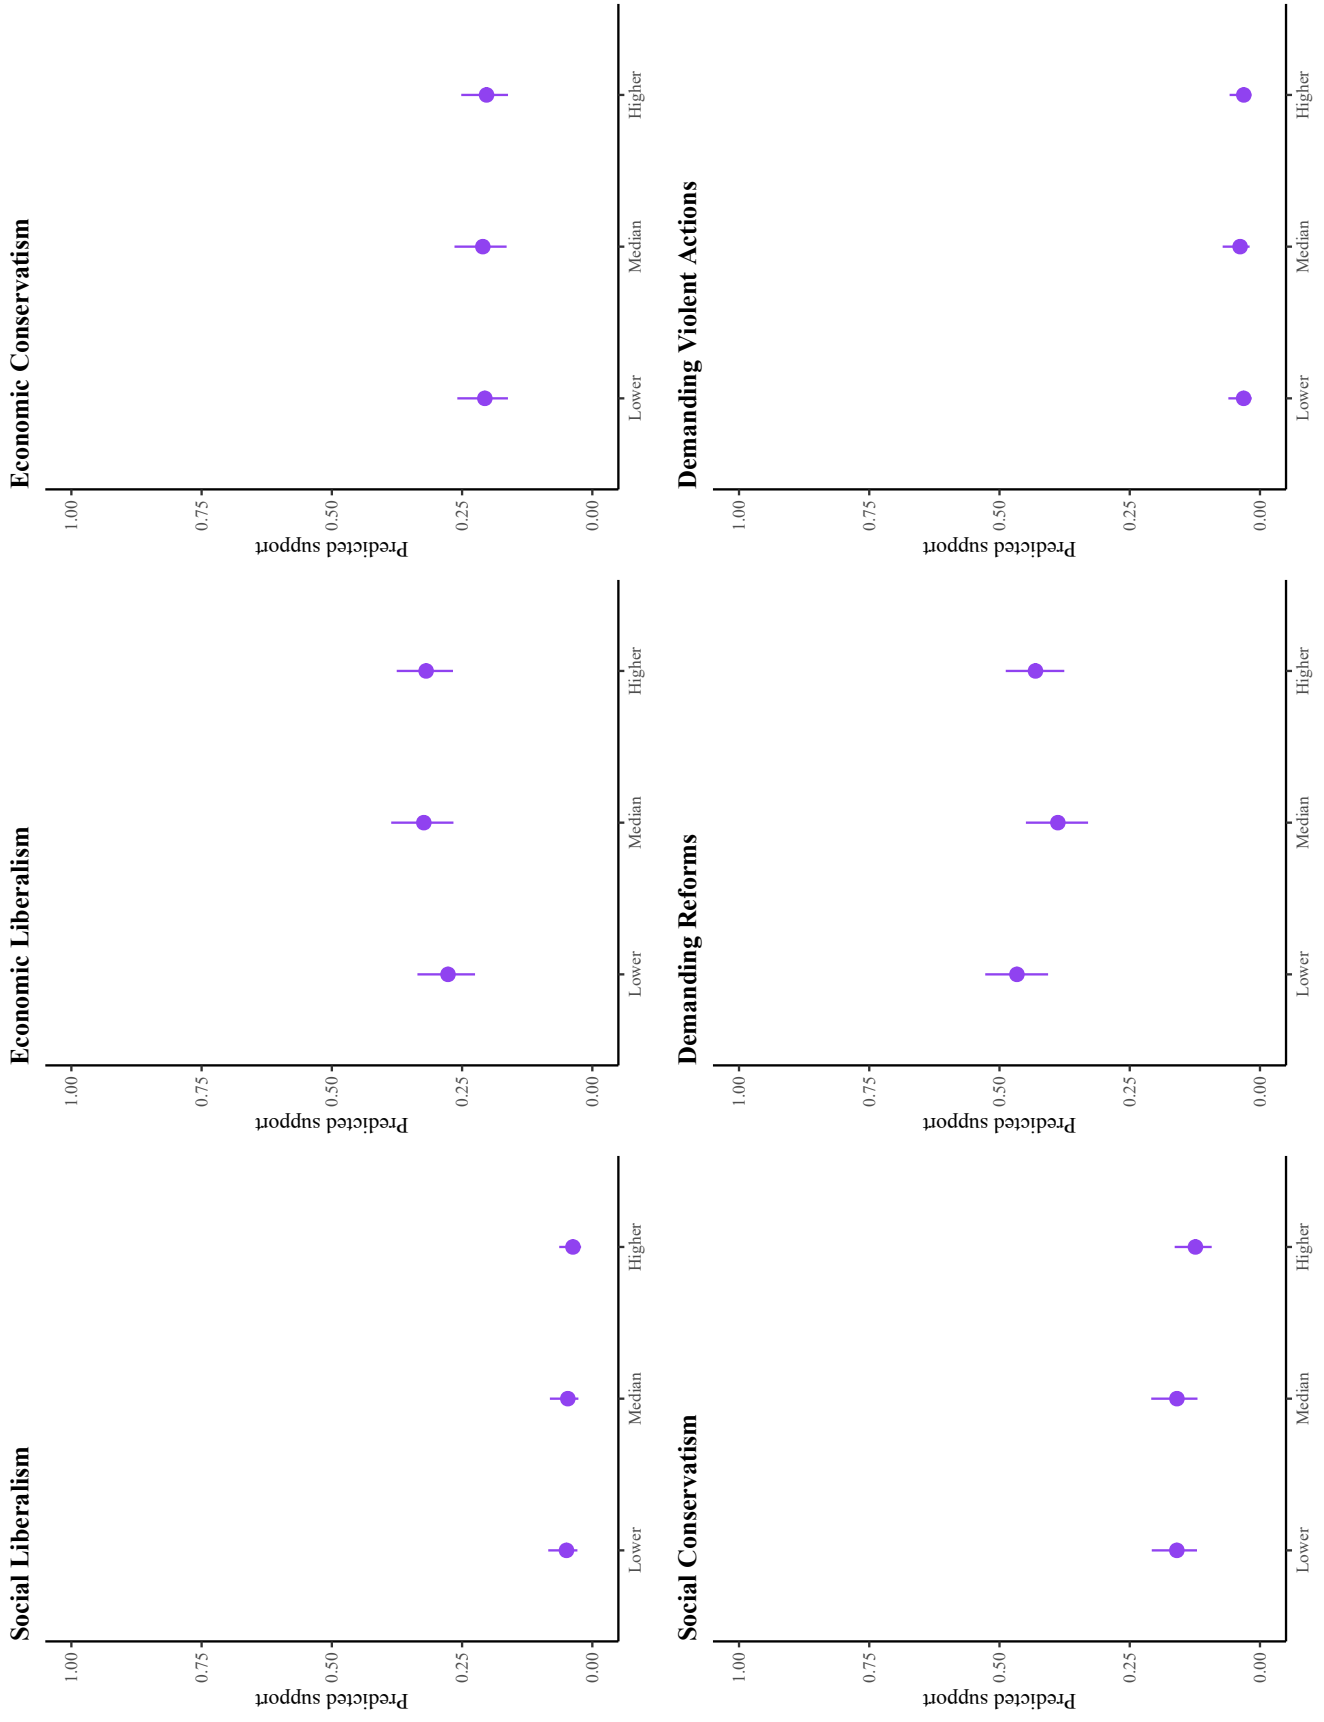 Social Liberalism
Predicted support
1.00
0.75
0.50
0.25
0.00
Lower
Median
Higher
Economic Liberalism
Predicted support
1.00
0.75
0.50
0.25
0.00
Lower
Median
Higher
Economic Conservatism
Predicted support
1.00
0.75
0.50
0.25
0.00
Lower
Median
Higher
Social Conservatism
Predicted support
1.00
0.75
0.50
0.25
0.00
Lower
Median
Higher
Demanding Reforms
Predicted support
1.00
0.75
0.50
0.25
0.00
Lower
Median
Higher
Demanding Violent Actions
Predicted support
1.00
0.75
0.50
0.25
0.00
Lower
Median
Higher